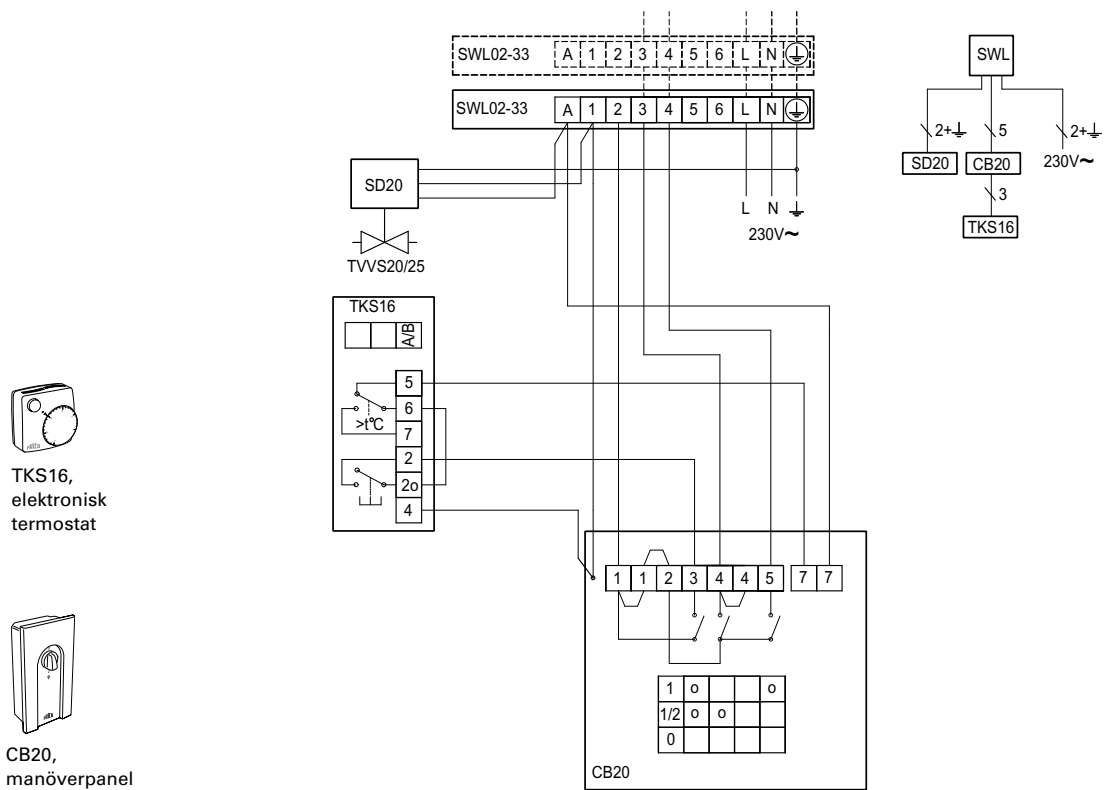 SWL02-33 A 1 2 3 4 5 6 L N
SWL02-33 A 1 2 3 4 5 6 L N
SD20
TVVS20/25
L N
230V~
SWL
2+
5
2+
SD20
CB20
230V~
3
TKS16
TKS16
A/B
5
6
>t°C
7
2
2o
4
TKS16,
elektronisk
termostat
1 1 2 3 4 4 5 7 7
1 o o
1/2 o o
0
CB20
CB20,
manöverpanel